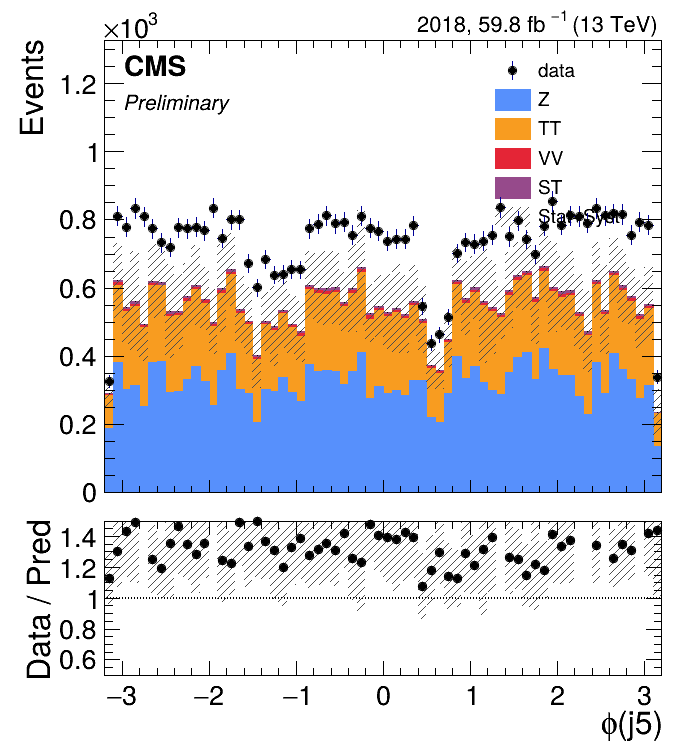 ×10³
2018, 59.8 fb ⁻¹ (13 TeV)
Events
CMS
Preliminary
data
Z
TT
VV
ST
Stat+Syst
1.2
1
0.8
0.6
0.4
0.2
0
Data / Pred
1.4
1.2
1
0.8
0.6
−3 −2 −1 0 1 2 3
ϕ(j5)